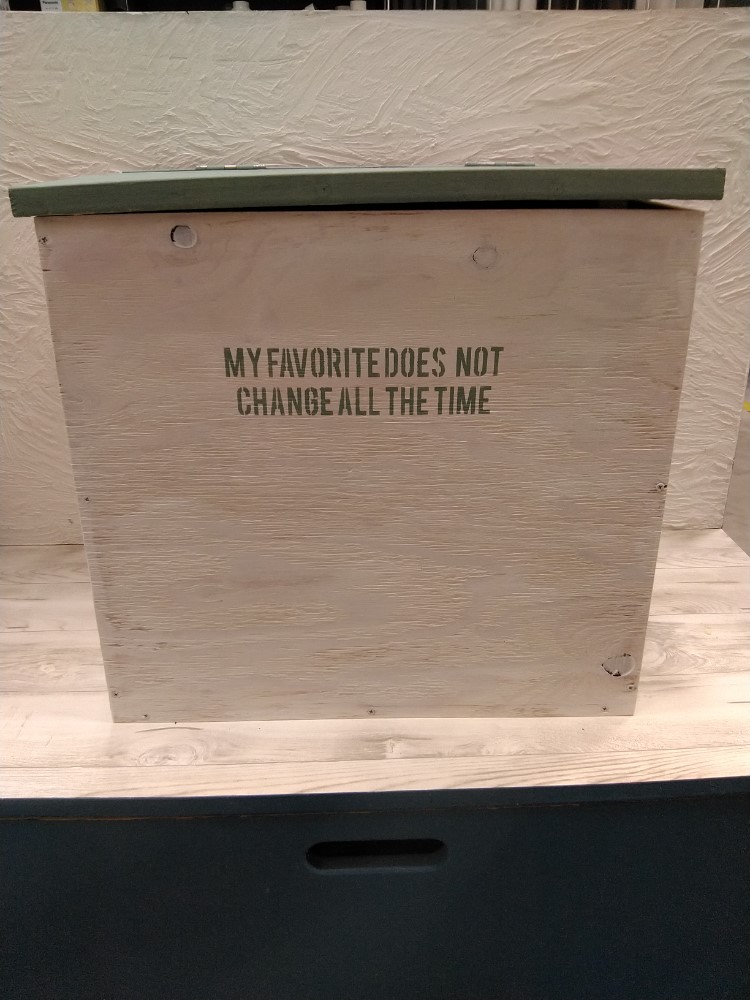 MY FAVORITE DOES NOT
CHANGE ALL THE TIME